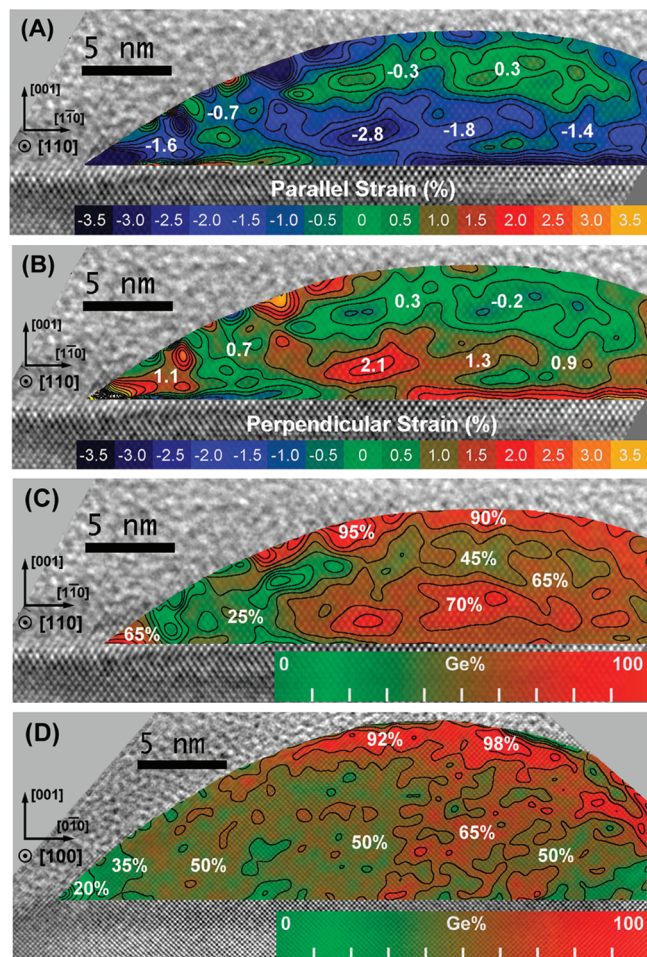 (A)
5 nm
[001]
[11̄0]
[110]
-0.3
0.3
-0.7
-1.6
-2.8
-1.8
-1.4
Parallel Strain (%)
-3.5 -3.0 -2.5 -2.0 -1.5 -1.0 -0.5 0 0.5 1.0 1.5 2.0 2.5 3.0 3.5
(B)
5 nm
[001]
[11̄0]
[110]
0.3
-0.2
0.7
1.1
2.1
1.3
0.9
Perpendicular Strain (%)
-3.5 -3.0 -2.5 -2.0 -1.5 -1.0 -0.5 0 0.5 1.0 1.5 2.0 2.5 3.0 3.5
(C)
5 nm
[001]
[11̄0]
[110]
95%
90%
45%
65%
25%
70%
65%
0 Ge% 100
(D)
5 nm
[001]
[01̄0]
[100]
92%
98%
65%
50%
50%
35%
50%
20%
0 Ge% 100